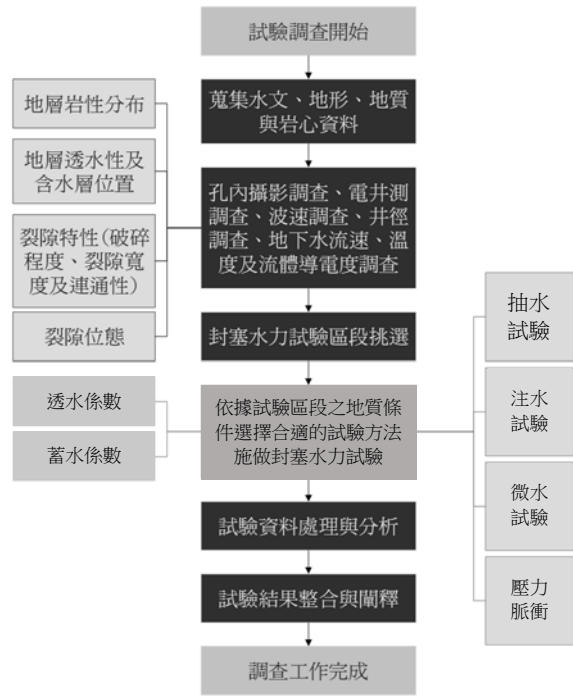 試驗調查開始
蒐集水文、地形、地質
與岩心資料
地層岩性分布
地層透水性及
含水層位置
裂隙特性(破碎
程度、裂隙寬
度及連通性)
裂隙位態
孔內攝影調查、電井測
調查、波速調查、井徑
調查、地下水流速、溫
度及流體導電度調查
封塞水力試驗區段挑選
透水係數
蓄水係數
依據試驗區段之地質條
件選擇合適的試驗方法
施做封塞水力試驗
抽水
試驗
注水
試驗
微水
試驗
壓力
脈衝
試驗資料處理與分析
試驗結果整合與闡釋
調查工作完成